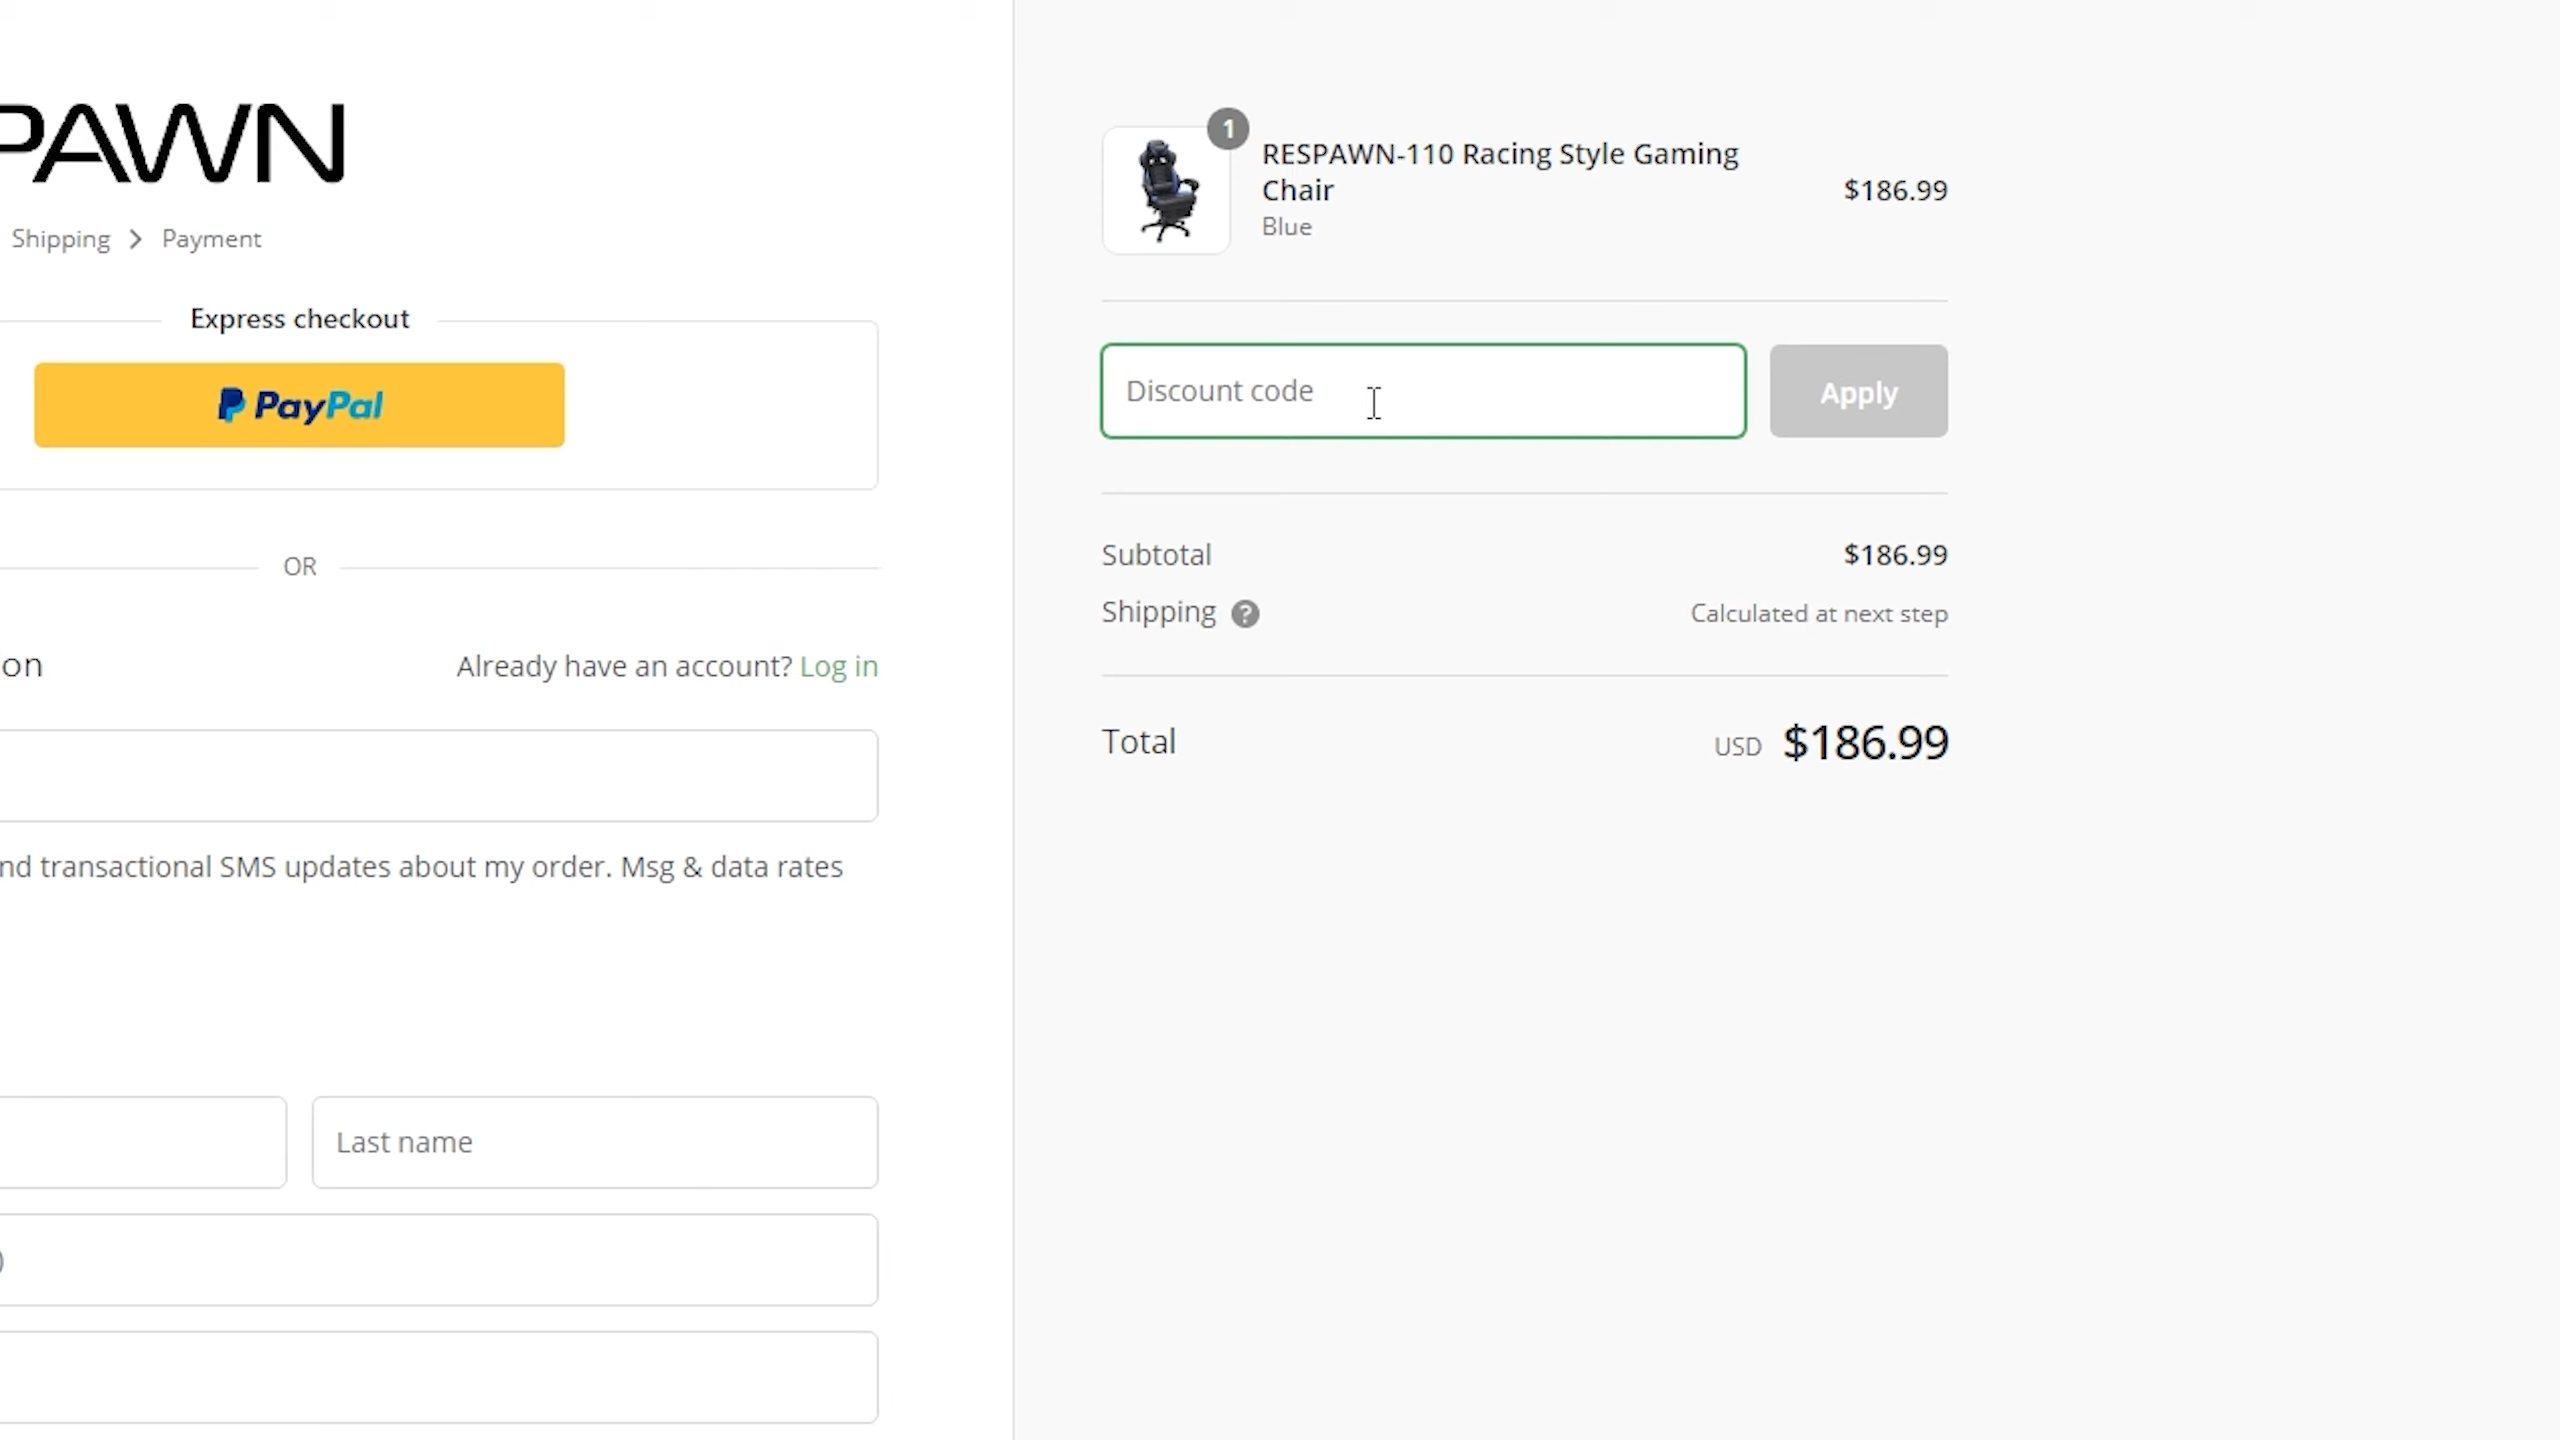 PAWN
Shipping > Payment
Express checkout
PayPal
OR
on
Already have an account? Log in
nd transactional SMS updates about my order. Msg & data rates
Last name
)
1
RESPAWN-110 Racing Style Gaming
Chair
Blue
$186.99
Discount code
Apply
Subtotal $186.99
Shipping ? Calculated at next step
Total USD $186.99